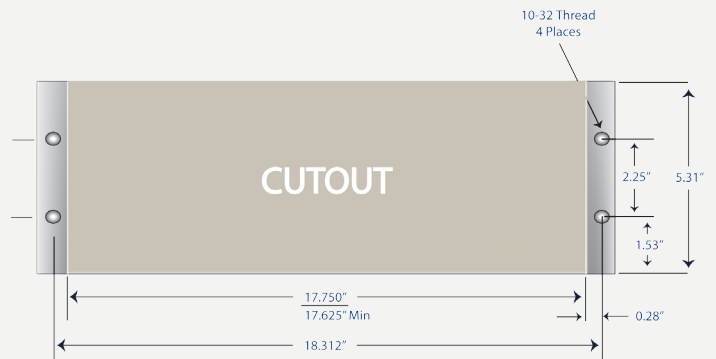 10-32 Thread
4 Places
CUTOUT
2.25”
5.31”
1.53”
17.750”
17.625” Min
0.28”
18.312”